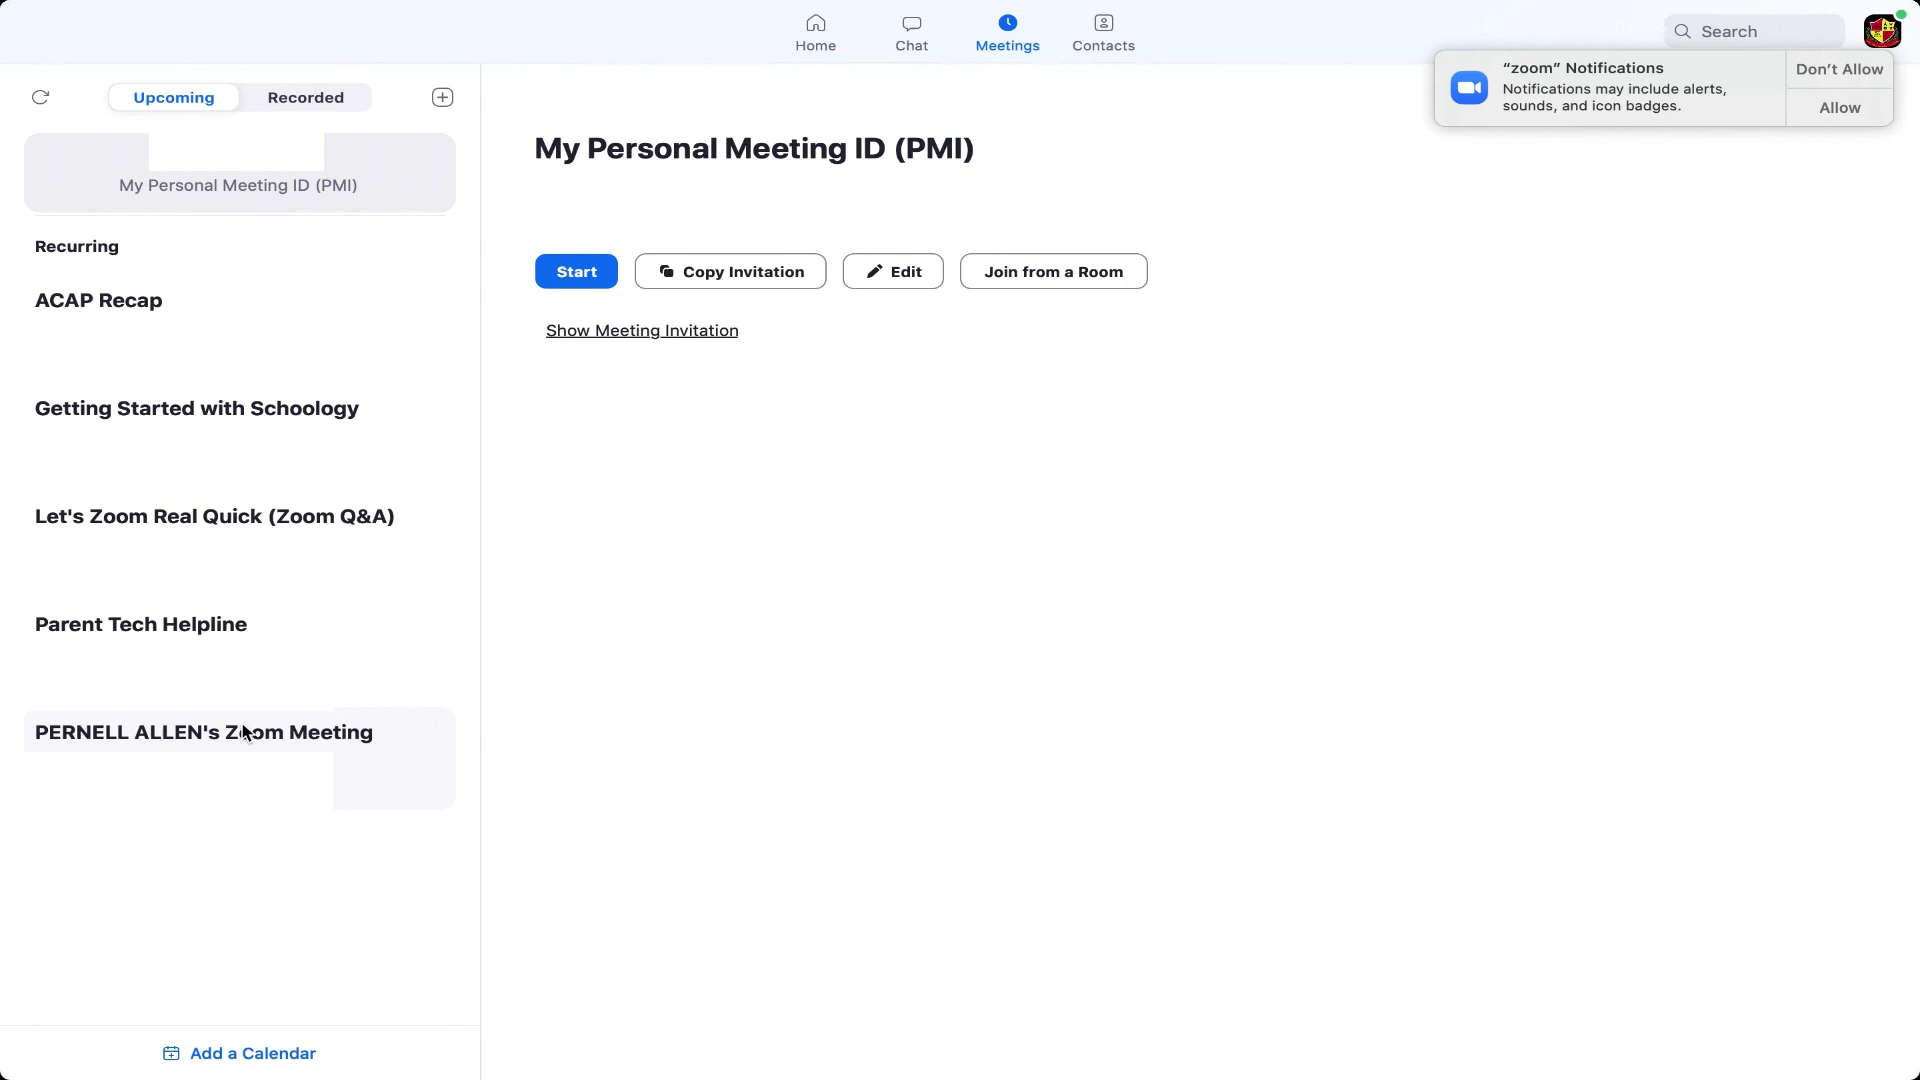 Home
Chat
Meetings
Contacts
Search
"zoom" Notifications
Notifications may include alerts,
sounds, and icon badges.
Don't Allow
Allow
Upcoming
Recorded
My Personal Meeting ID (PMI)
Recurring
ACAP Recap
Getting Started with Schoology
Let's Zoom Real Quick (Zoom Q&A)
Parent Tech Helpline
PERNELL ALLEN's Zoom Meeting
Add a Calendar
My Personal Meeting ID (PMI)
Start
Copy Invitation
Edit
Join from a Room
Show Meeting Invitation